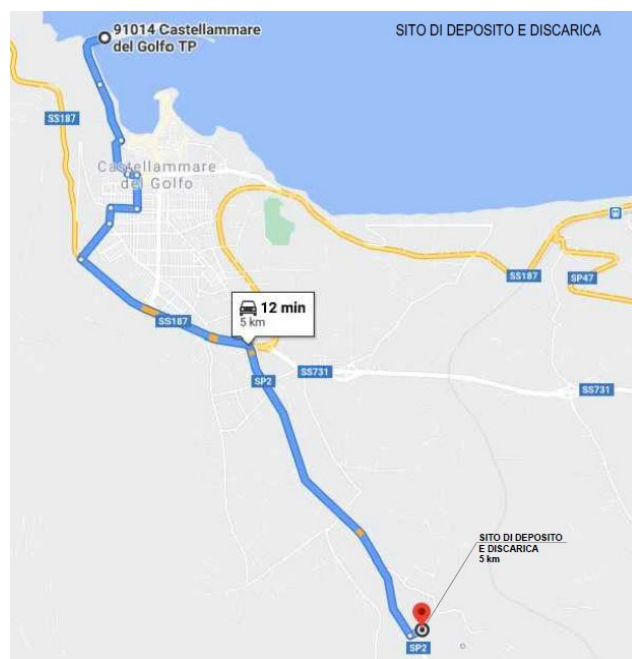 91014 Castellammare
del Golfo TP
SITO DI DEPOSITO E DISCARICA
SS187
Castellammare
del Golfo
SS187
SP47
12 min
5 km
SS187
SS731
SP2
SS731
SITO DI DEPOSITO
E DISCARICA
5 km
SP2